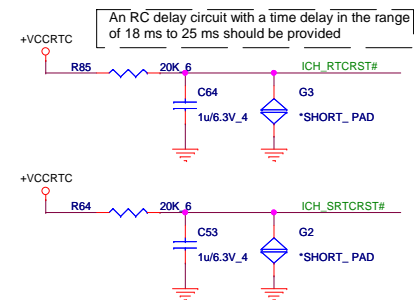 An RC delay circuit with a time delay in the range
of 18 ms to 25 ms should be provided
+VCCRTC
R85 20K_6 ICH_RTCRST#
C64 G3
1u/6.3V_4 *SHORT_ PAD
+VCCRTC
R64 20K_6 ICH_SRTCRST#
C53 G2
1u/6.3V_4 *SHORT_ PAD